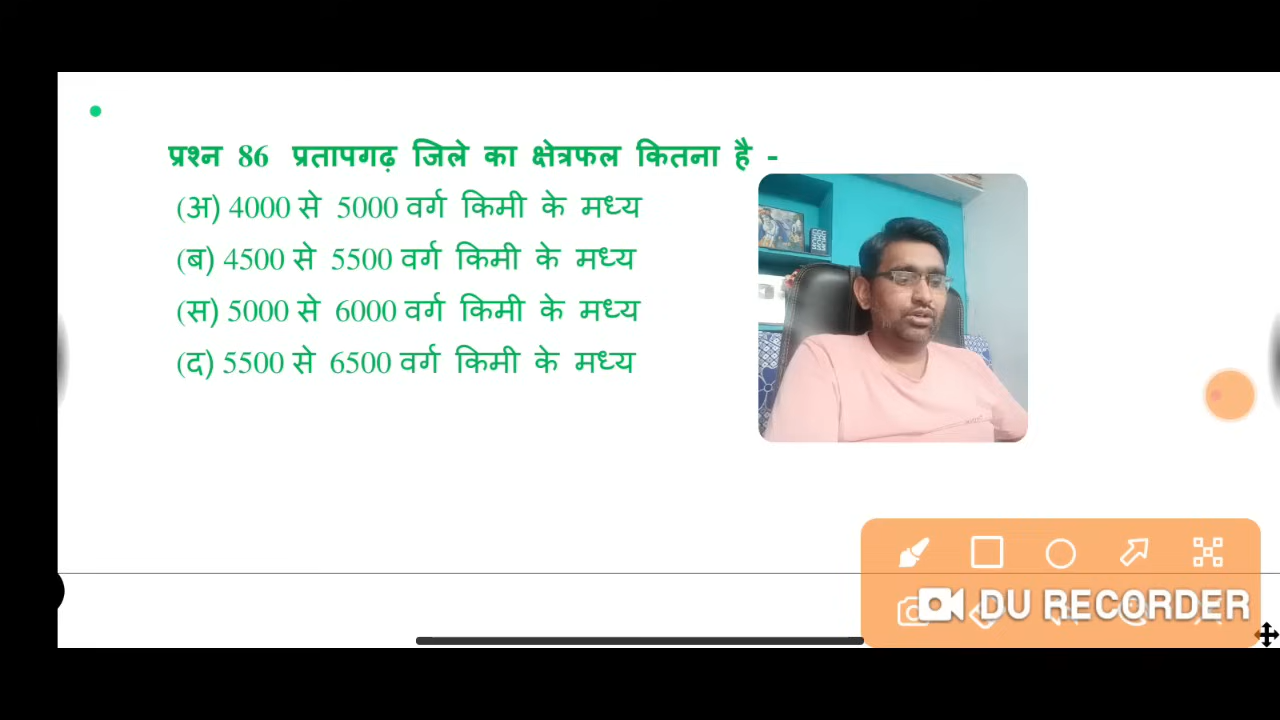 प्रश्न 86 प्रतापगढ़ जिले का क्षेत्रफल कितना है -
(अ) 4000 से 5000 वर्ग किमी के मध्य
(ब) 4500 से 5500 वर्ग किमी के मध्य
(स) 5000 से 6000 वर्ग किमी के मध्य
(द) 5500 से 6500 वर्ग किमी के मध्य
DU RECORDER